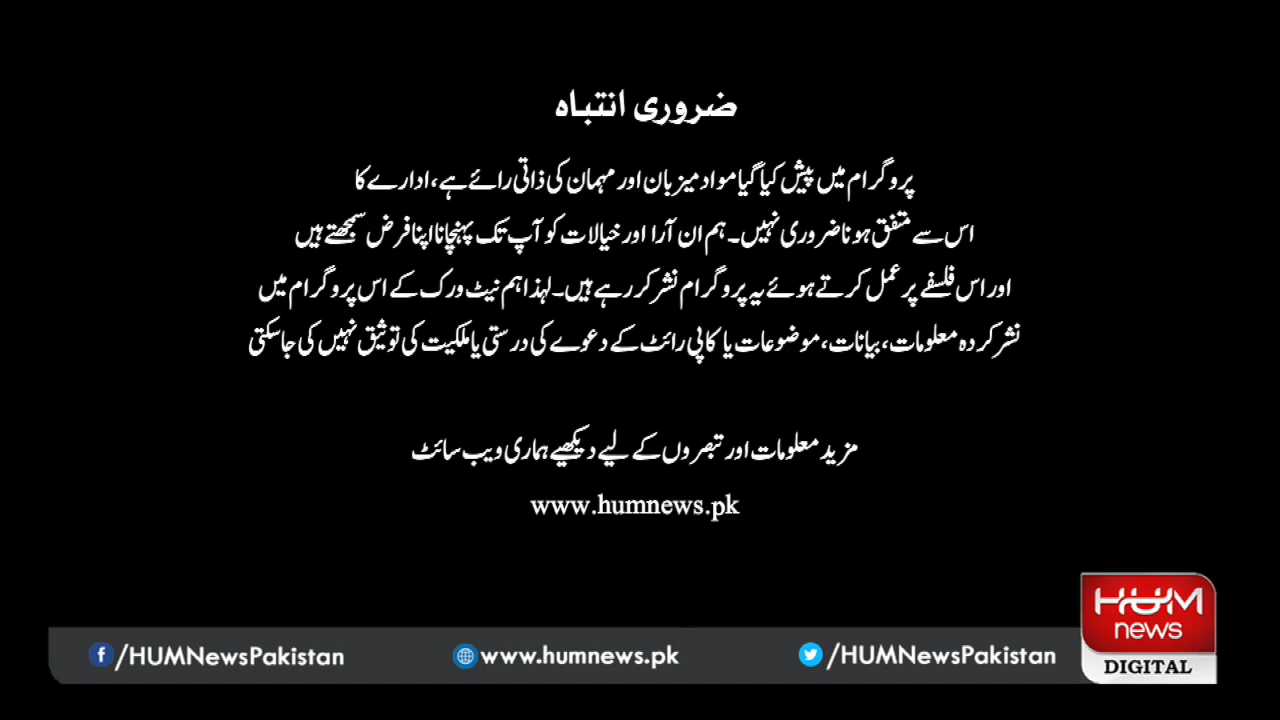 ضروری انتباہ
پروگرام میں پیش کیا گیا مواد میزبان اور مہمان کی ذاتی رائے ہے، ادارے کا
اس سے متفق ہونا ضروری نہیں۔ ہم ان آرا اور خیالات کو آپ تک پہنچانا اپنا فرض سمجھتے ہیں
اور اس فلسفے پر عمل کرتے ہوئے یہ پروگرام نشر کر رہے ہیں۔ لہذا ہم نیٹ ورک کے اس پروگرام میں
نشر کردہ معلومات، بیانات، موضوعات یا کاپی رائٹ کے دعوے کی درستی یا ملکیت کی توثیق نہیں کی جاسکتی
مزید معلومات اور تبصروں کے لیے دیکھیے ہماری ویب سائٹ
www.humnews.pk
f/HUMNewsPakistan
www.humnews.pk
/HUMNewsPakistan
HUM
news
DIGITAL